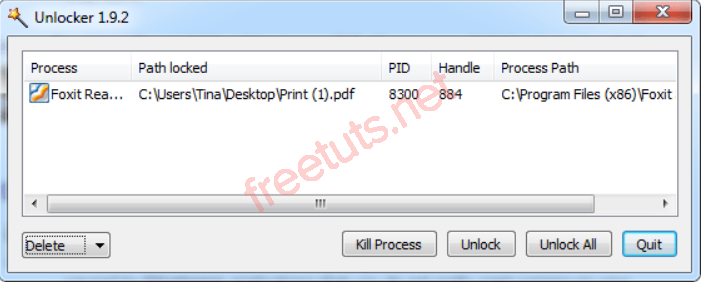 Unlocker 1.9.2
Process Path locked PID Handle Process Path
Foxit Rea... C:\Users\Tina\Desktop\Print (1).pdf 8300 884 C:\Program Files (x86)\Foxit
freetuts.net
Delete Kill Process Unlock Unlock All Quit